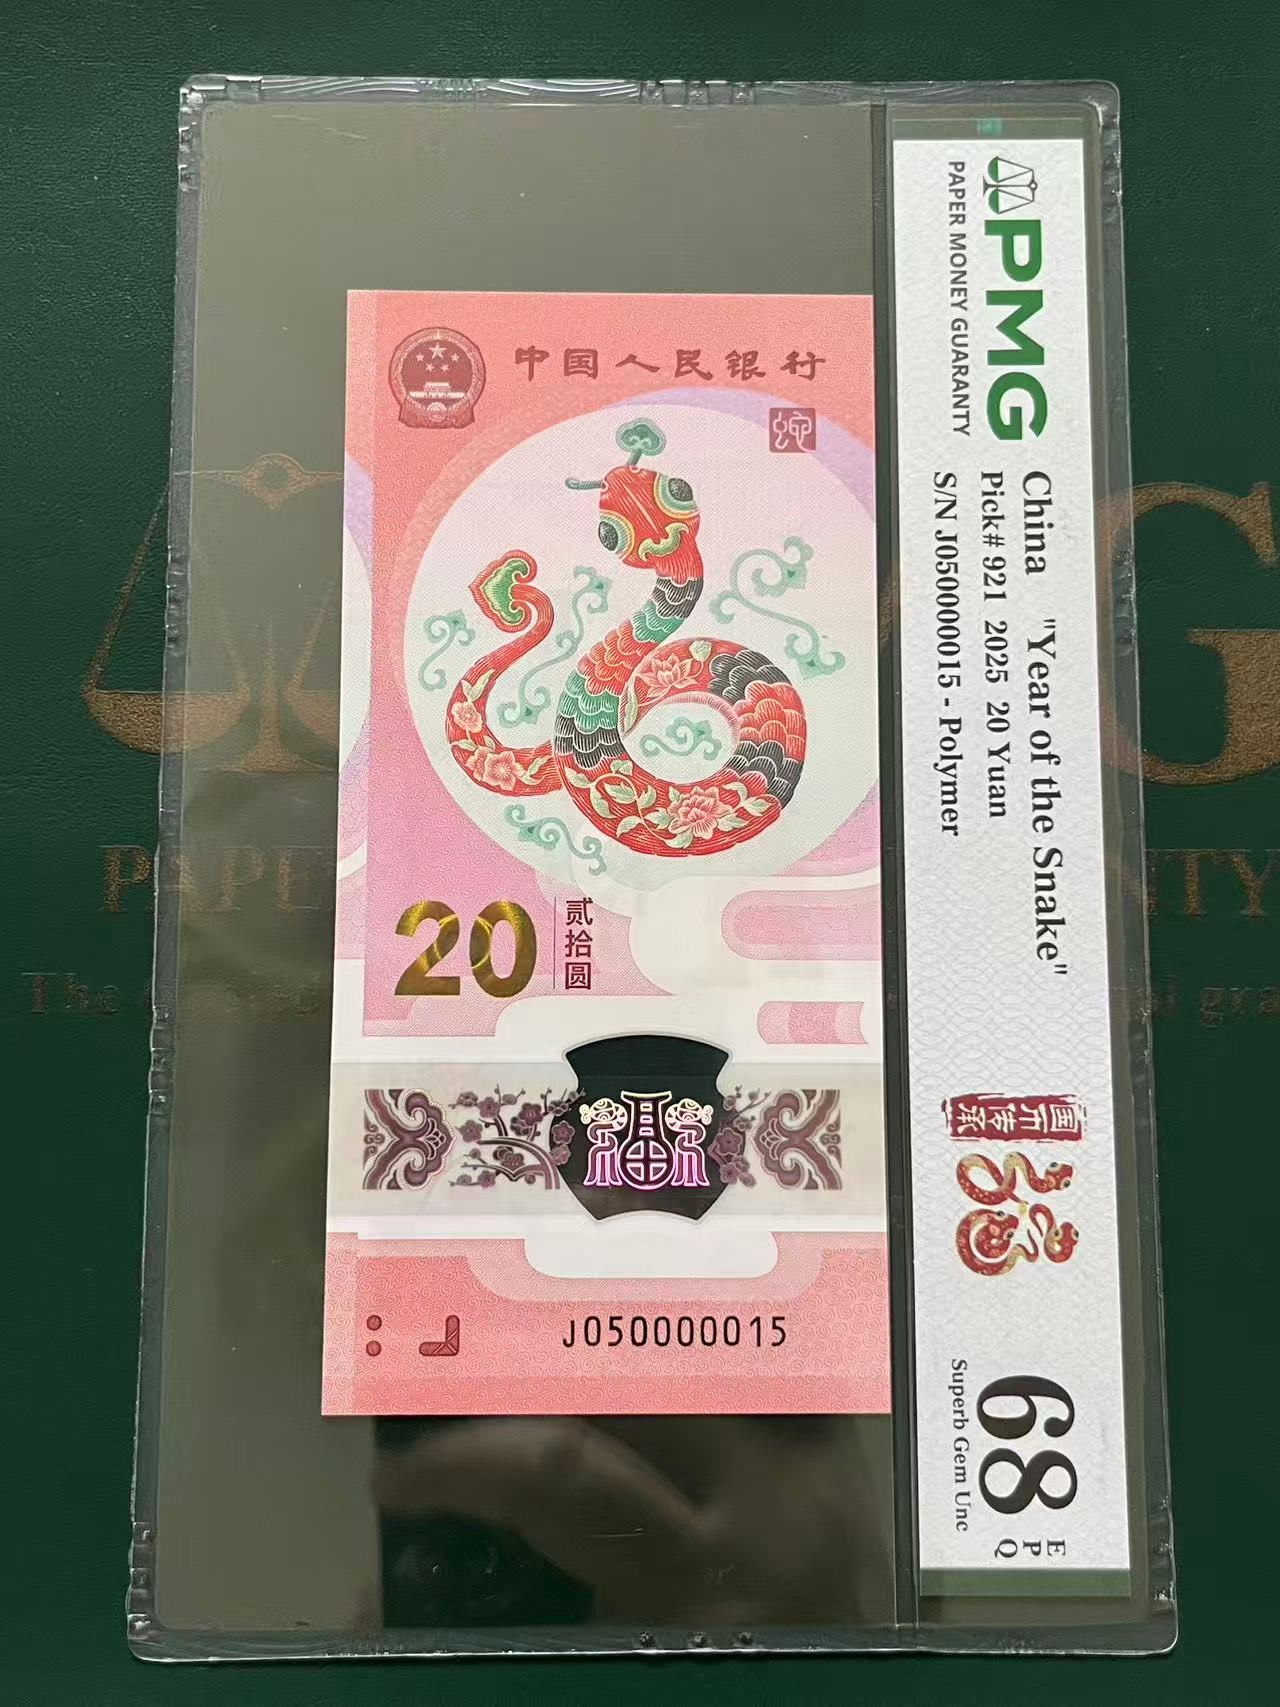 中国人民银行
蛇
20
贰拾圆
J050000015
PMG
PAPER MONEY GUARANTY
China "Year of the Snake"
Pick# 921 2025 20 Yuan
S/N J050000015 - Polymer
国币传承
68 EPQ
Superb Gem Unc